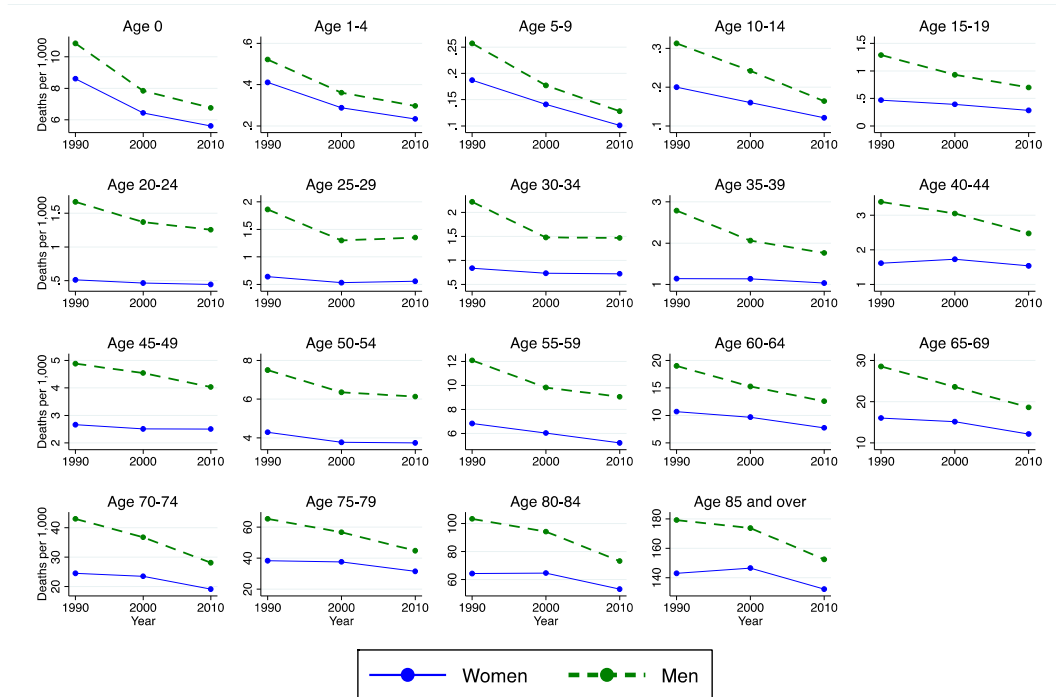 Age 0
Age 1-4
Age 5-9
Age 10-14
Age 15-19
Deaths per 1,000
6 8 10
.2 .4 .6
.1 .15 .2 .25
.1 .2 .3
0 .5 1 1.5
1990 2000 2010
1990 2000 2010
1990 2000 2010
1990 2000 2010
1990 2000 2010
Age 20-24
Age 25-29
Age 30-34
Age 35-39
Age 40-44
Deaths per 1,000
.5 1 1.5
.5 1 1.5 2
.5 1 1.5 2
1 2 3
1 2 3
1990 2000 2010
1990 2000 2010
1990 2000 2010
1990 2000 2010
1990 2000 2010
Age 45-49
Age 50-54
Age 55-59
Age 60-64
Age 65-69
Deaths per 1,000
2 3 4 5
4 6 8
6 8 10 12
5 10 15 20
10 20 30
1990 2000 2010
1990 2000 2010
1990 2000 2010
1990 2000 2010
1990 2000 2010
Age 70-74
Age 75-79
Age 80-84
Age 85 and over
Deaths per 1,000
20 30 40
20 40 60
60 80 100
140 160 180
1990 2000 2010
1990 2000 2010
1990 2000 2010
1990 2000 2010
Year
Year
Year
Year
Women
Men